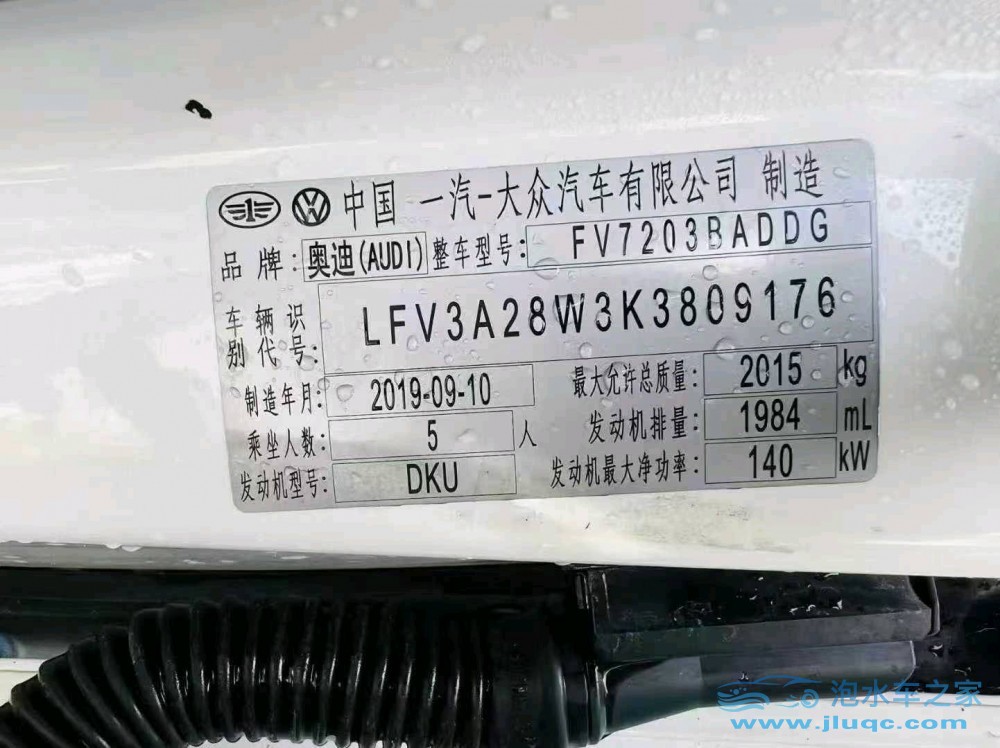 中国 一汽-大众汽车有限公司 制造
品牌: 奥迪(AUDI) 整车型号: FV7203BADDG
车辆识别代号: LFV3A28W3K3809176
制造年月: 2019-09-10 最大允许总质量: 2015 kg
乘坐人数: 5 人 发动机排量: 1984 mL
发动机型号: DKU 发动机最大净功率: 140 kW
泡水车之家
www.jluqc.com